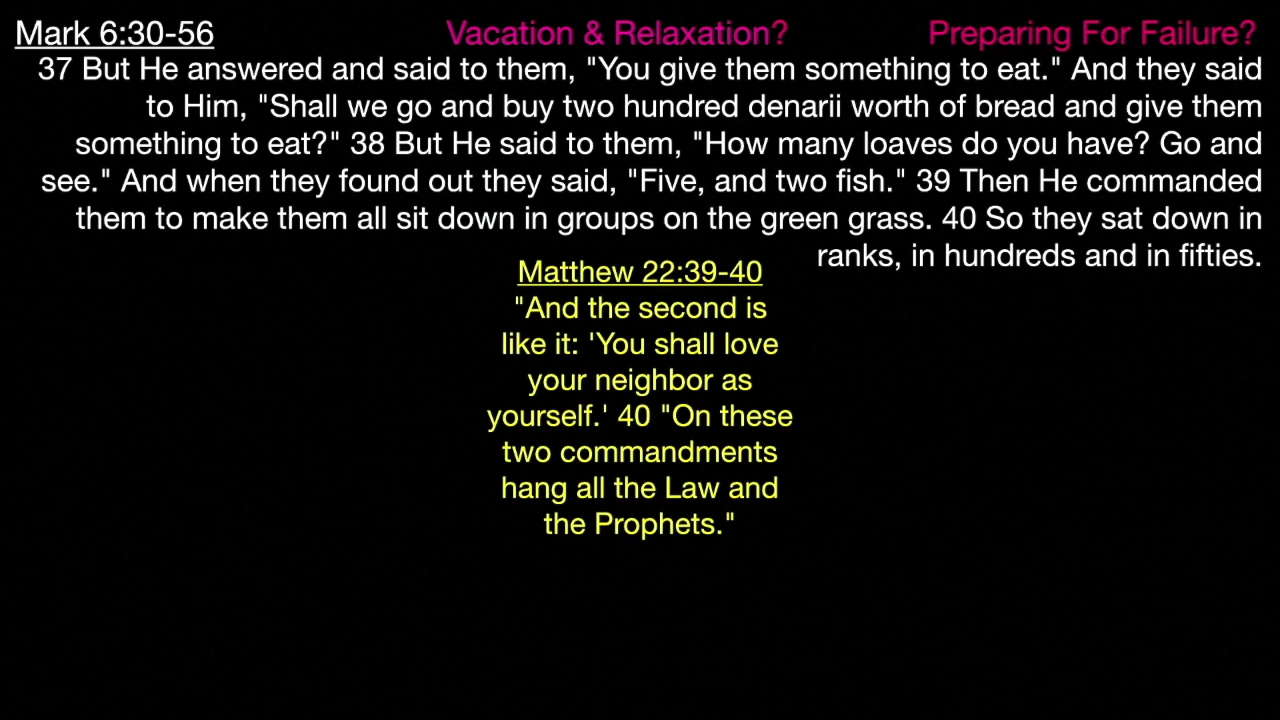 Mark 6:30-56 Vacation & Relaxation? Preparing For Failure?
37 But He answered and said to them, "You give them something to eat." And they said
to Him, "Shall we go and buy two hundred denarii worth of bread and give them
something to eat?" 38 But He said to them, "How many loaves do you have? Go and
see." And when they found out they said, "Five, and two fish." 39 Then He commanded
them to make them all sit down in groups on the green grass. 40 So they sat down in
ranks, in hundreds and in fifties.
Matthew 22:39-40
"And the second is
like it: 'You shall love
your neighbor as
yourself.' 40 "On these
two commandments
hang all the Law and
the Prophets."